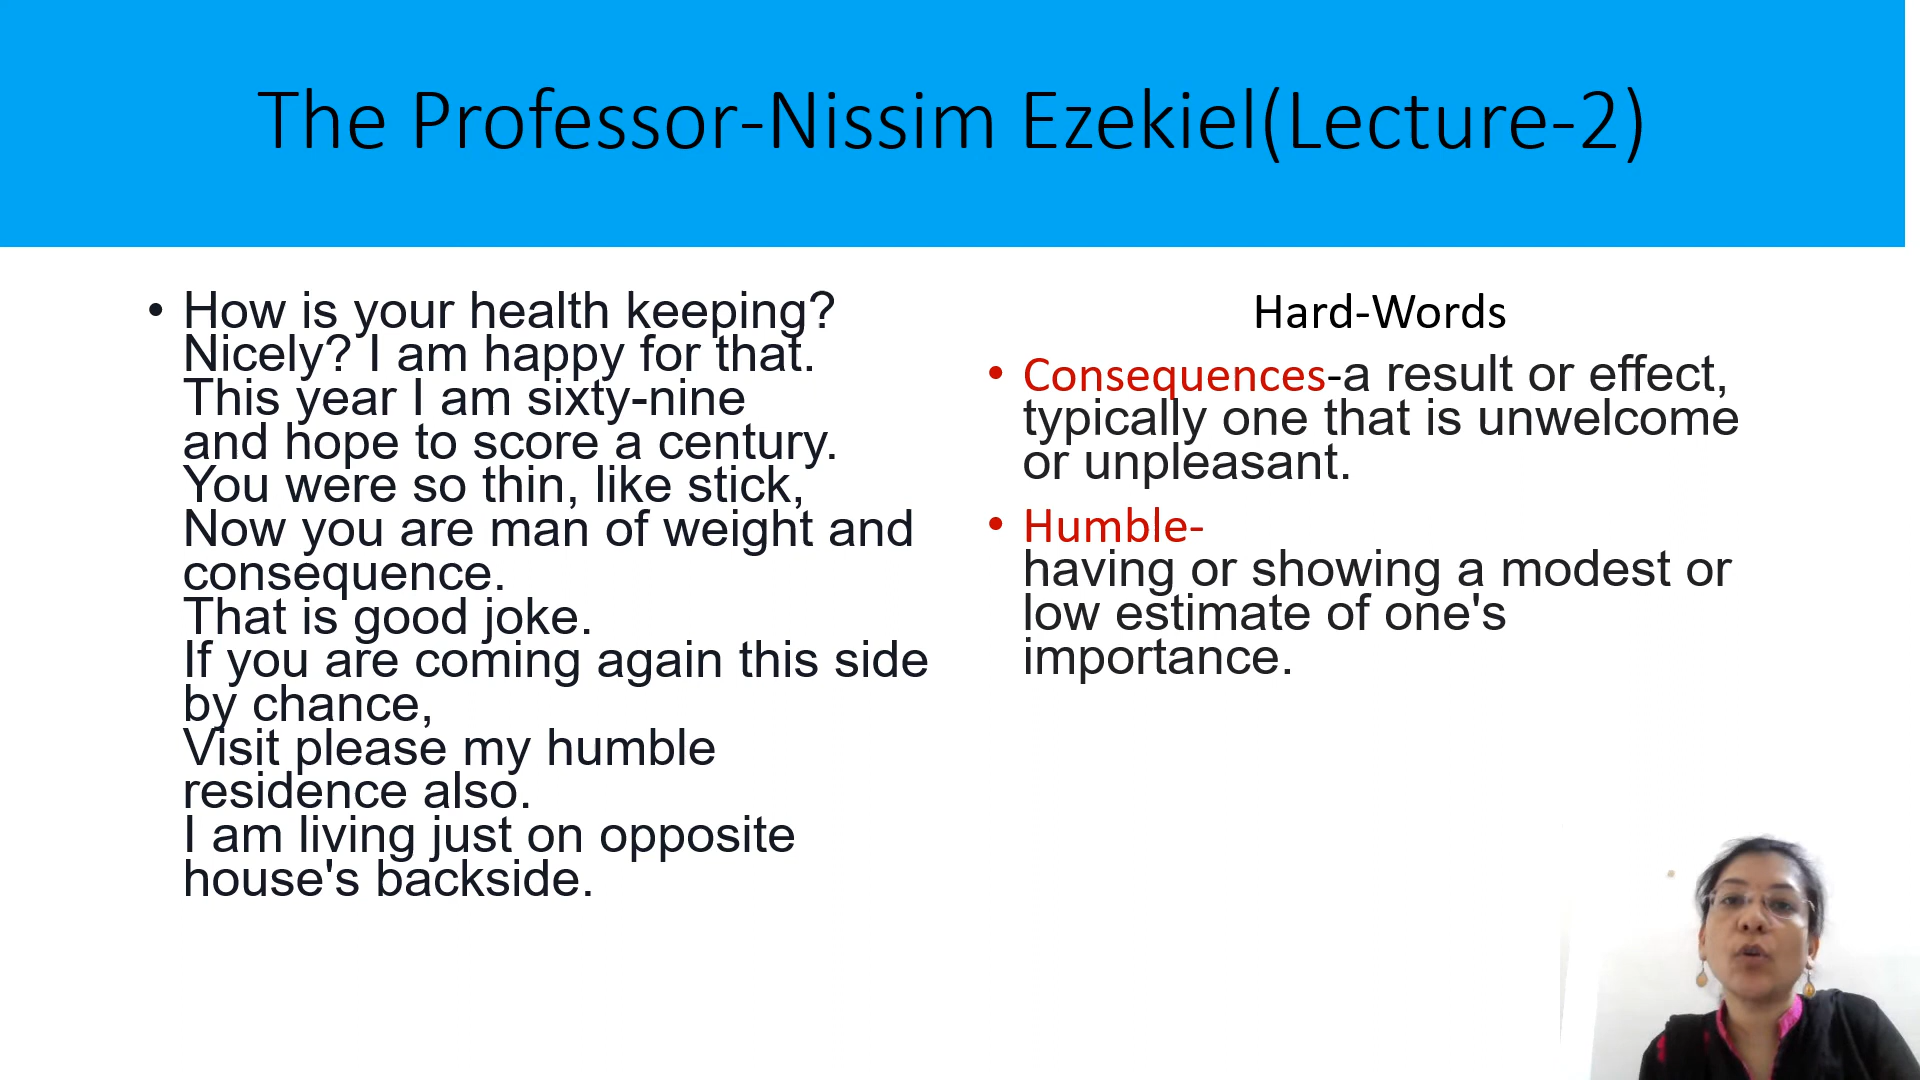 The Professor-Nissim Ezekiel(Lecture-2)
• How is your health keeping?
Nicely? I am happy for that.
This year I am sixty-nine
and hope to score a century.
You were so thin, like stick,
Now you are man of weight and
consequence.
That is good joke.
If you are coming again this side
by chance,
Visit please my humble
residence also.
I am living just on opposite
house's backside.
Hard-Words
• Consequences-a result or effect,
typically one that is unwelcome
or unpleasant.
• Humble-
having or showing a modest or
low estimate of one's
importance.